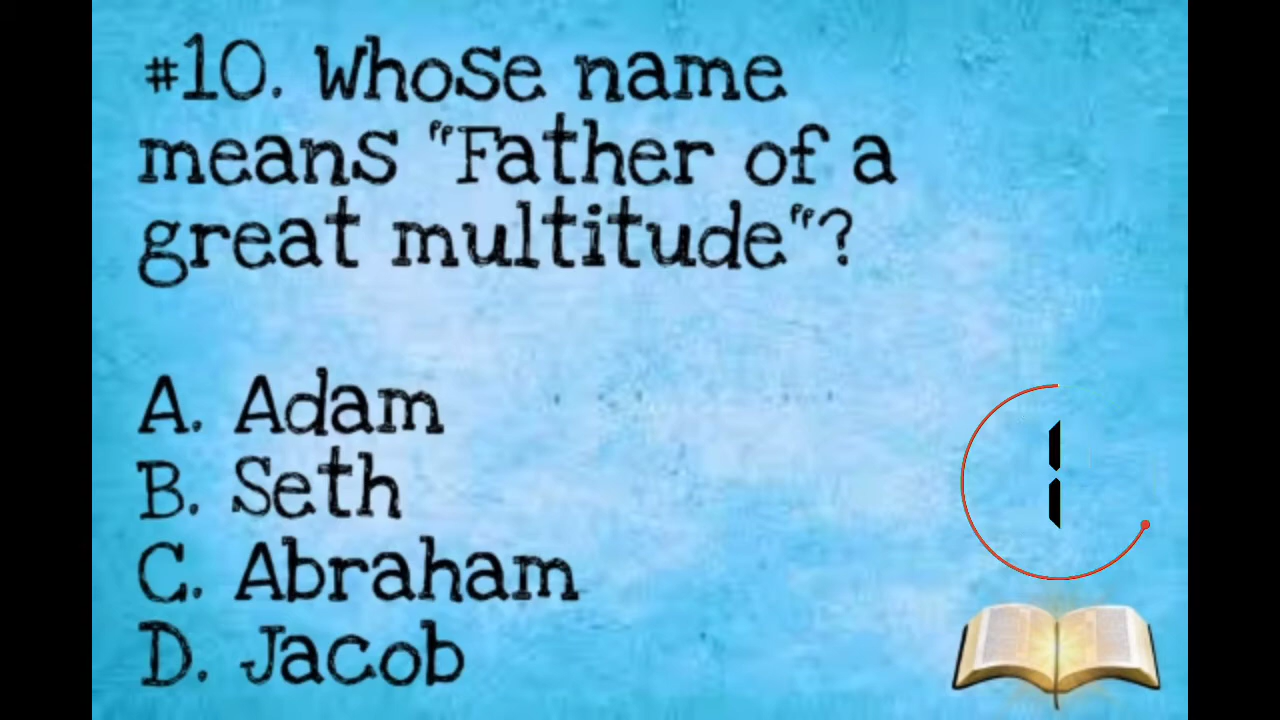 #10. Whose name
means "Father of a
great multitude"?
A. Adam
B. Seth
C. Abraham
D. Jacob
1